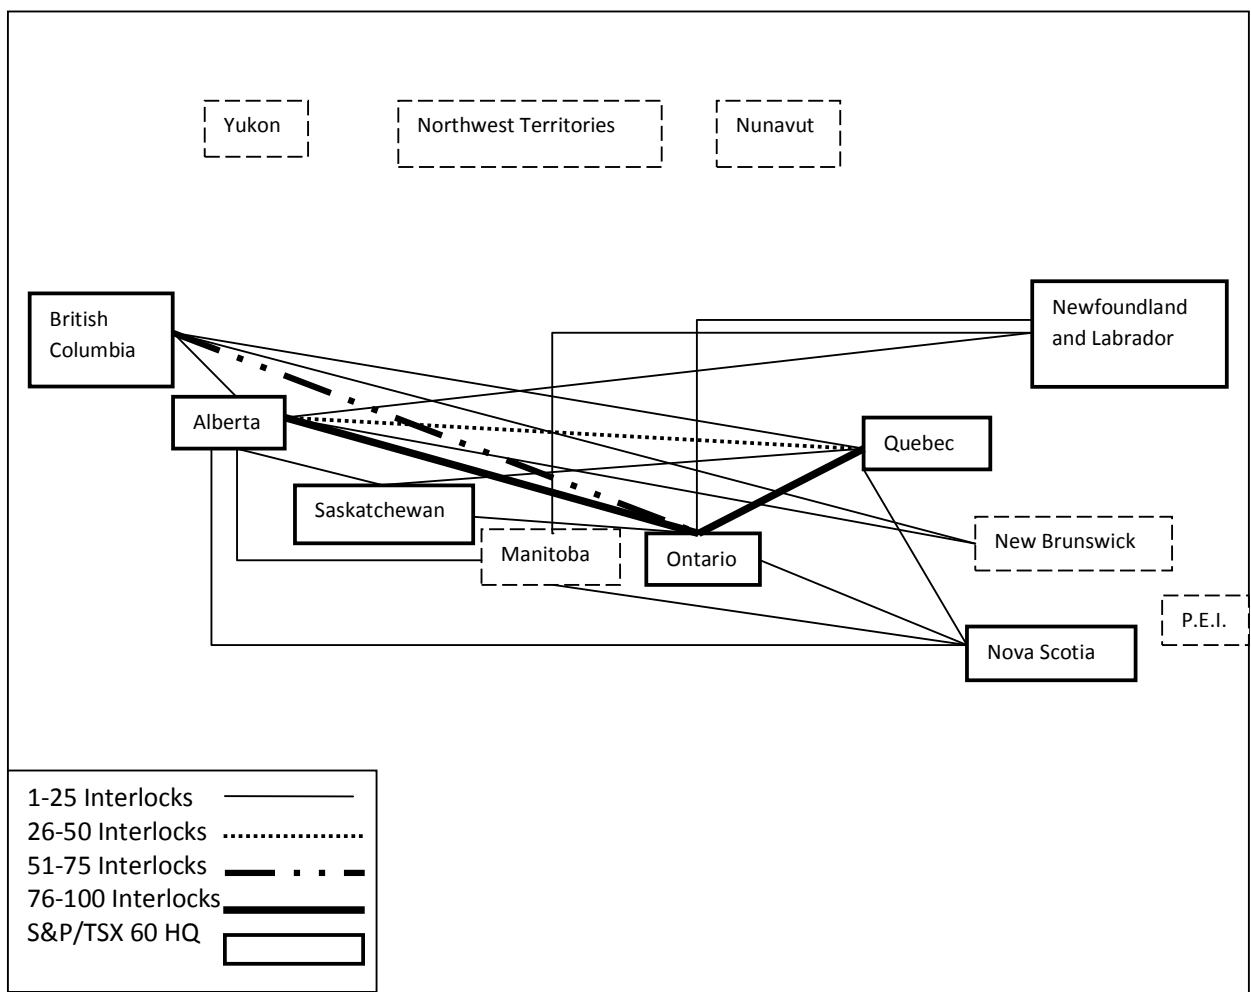 Yukon
Northwest Territories
Nunavut
British
Columbia
Newfoundland
and Labrador
Alberta
Quebec
Saskatchewan
Manitoba
Ontario
New Brunswick
P.E.I.
Nova Scotia
1-25 Interlocks
26-50 Interlocks
51-75 Interlocks
76-100 Interlocks
S&P/TSX 60 HQ